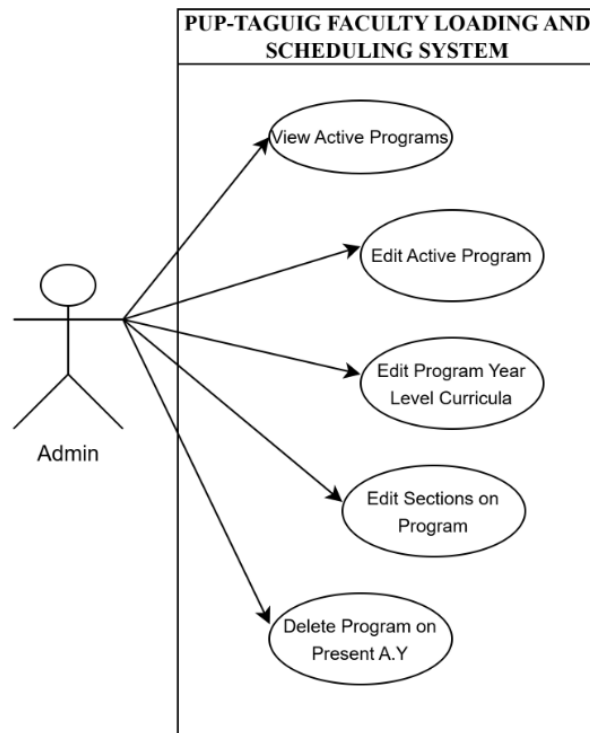 PUP-TAGUIG FACULTY LOADING AND
SCHEDULING SYSTEM
View Active Programs
Edit Active Program
Edit Program Year
Level Curricula
Admin
Edit Sections on
Program
Delete Program on
Present A.Y